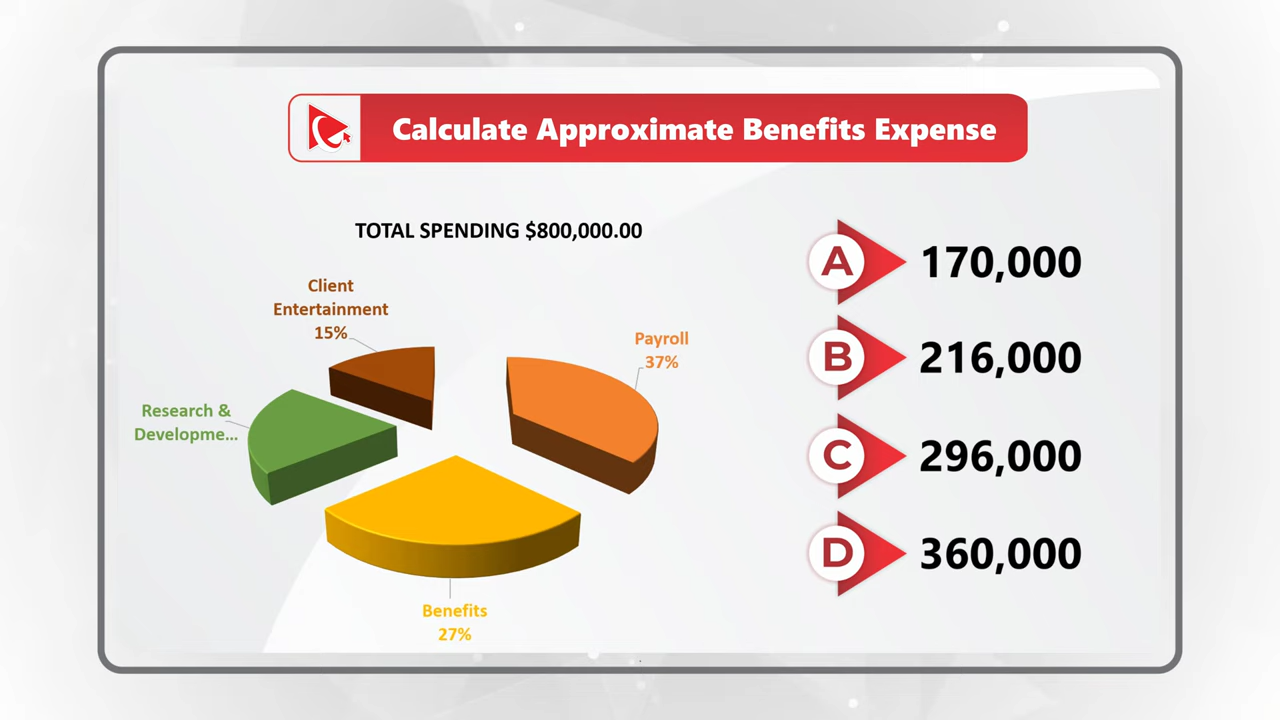 Calculate Approximate Benefits Expense
TOTAL SPENDING $800,000.00
Client
Entertainment
15%
Payroll
37%
Research &
Developme...
Benefits
27%
A 170,000
B 216,000
C 296,000
D 360,000